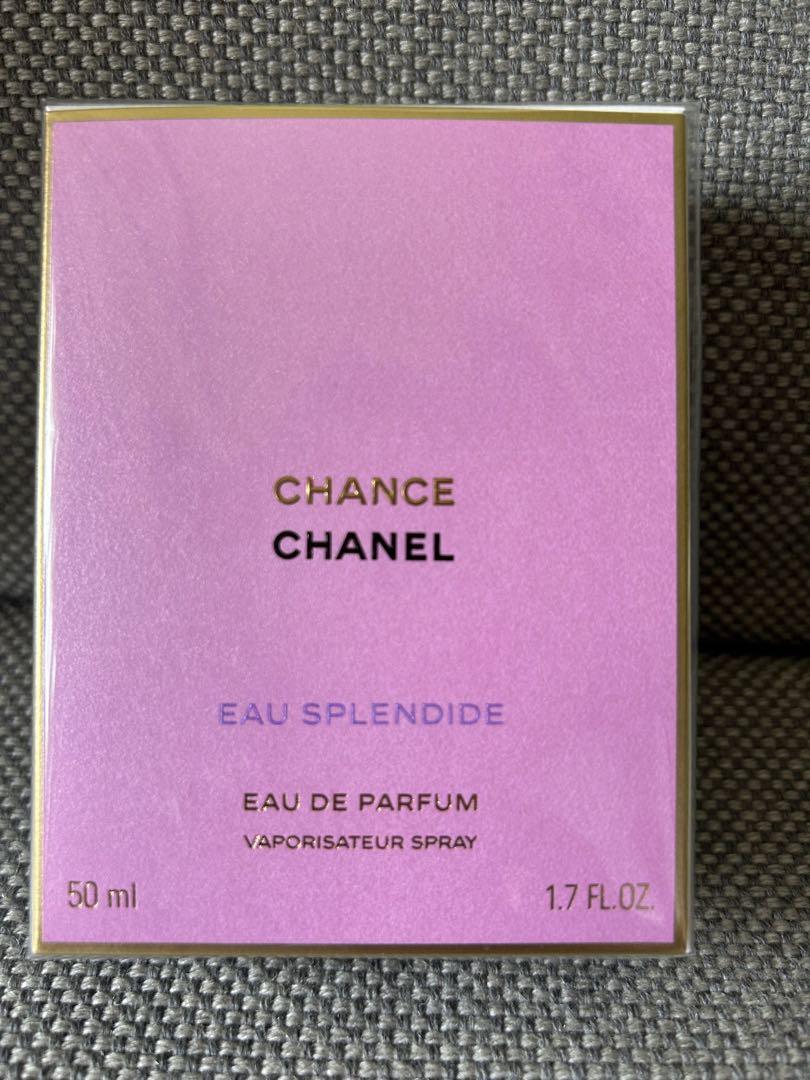 CHANCE
CHANEL
EAU SPLENDIDE
EAU DE PARFUM
VAPORISATEUR SPRAY
50 ml 1.7 FL.OZ.